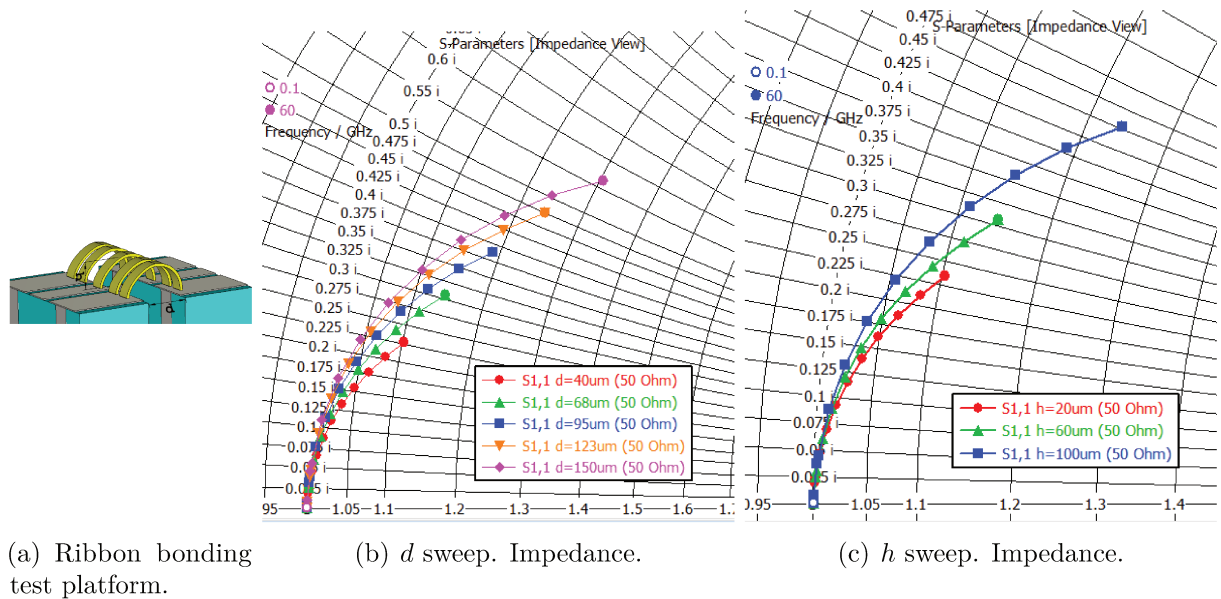 S-Parameters [Impedance View]
0.6 i
0.55 i
0.5 i
0.475 i
0.45 i
0.425 i
0.4 i
0.375 i
0.35 i
0.325 i
0.3 i
0.275 i
0.25 i
0.225 i
0.2 i
0.175 i
0.15 i
0.125 i
0.1 i
0.1
60
Frequency / GHz
d
S1,1 d=40um (50 Ohm)
S1,1 d=68um (50 Ohm)
S1,1 d=95um (50 Ohm)
S1,1 d=123um (50 Ohm)
S1,1 d=150um (50 Ohm)
.95 1.05 1.1 1.2 1.3 1.4 1.5 1.6 1.7
0.475 i
S-Parameters [Impedance View]
0.45 i
0.425 i
0.4 i
0.375 i
0.35 i
0.325 i
0.3 i
0.275 i
0.25 i
0.225 i
0.2 i
0.175 i
0.15 i
0.125 i
0.1 i
0.075 i
0.1
60
Frequency / GHz
S1,1 h=20um (50 Ohm)
S1,1 h=60um (50 Ohm)
S1,1 h=100um (50 Ohm)
0.95 1.05 1.1 1.2 1.3 1.4
(a) Ribbon bonding
test platform.
(b) d sweep. Impedance.
(c) h sweep. Impedance.